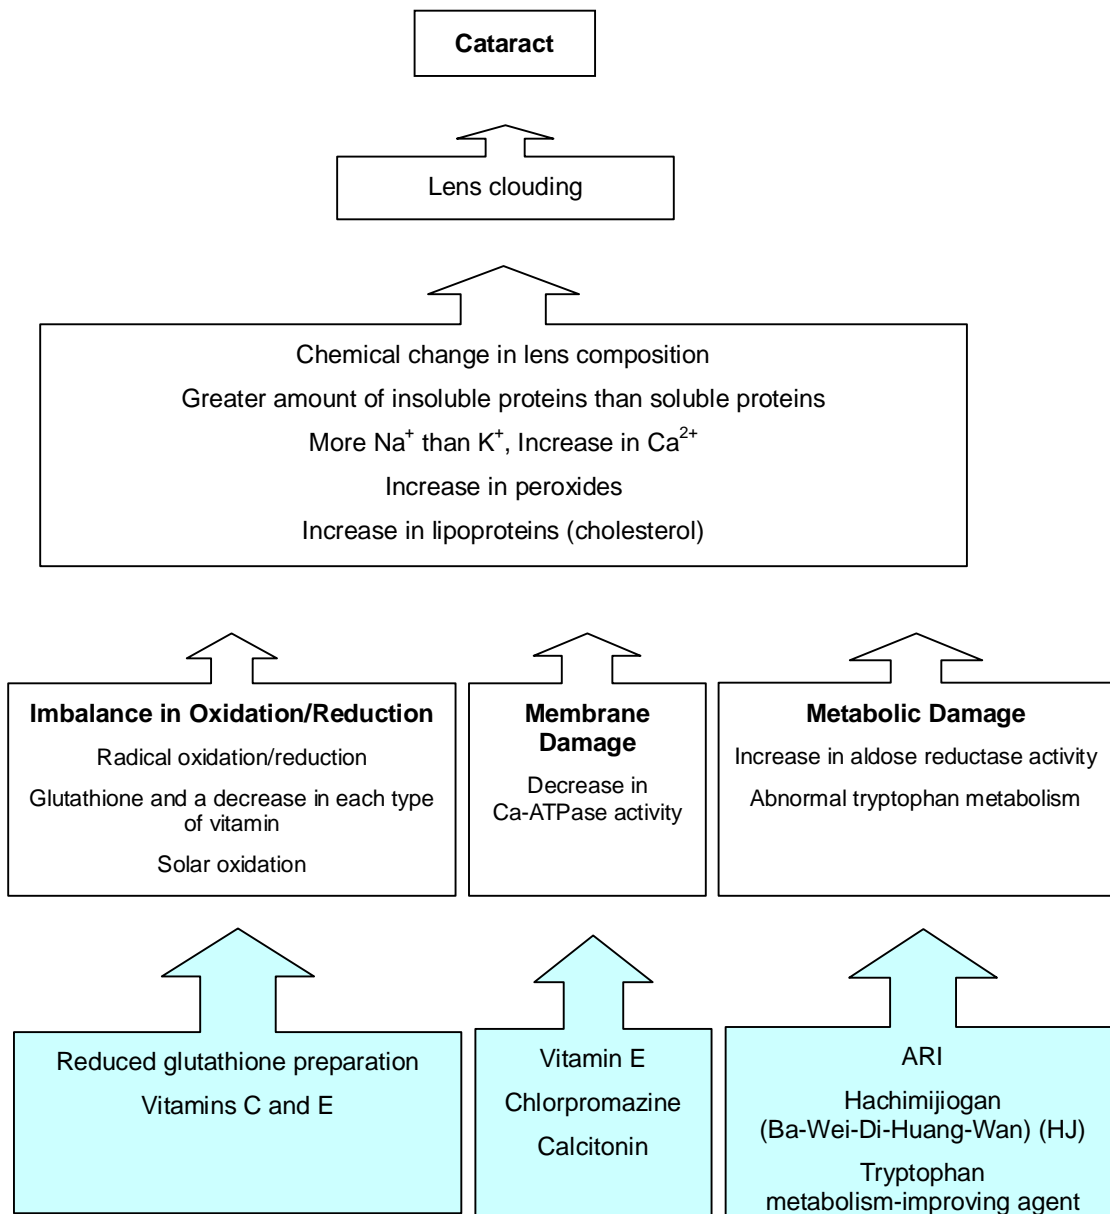 Cataract
Lens clouding
Chemical change in lens composition
Greater amount of insoluble proteins than soluble proteins
More Na⁺ than K⁺, Increase in Ca²⁺
Increase in peroxides
Increase in lipoproteins (cholesterol)
Imbalance in Oxidation/Reduction
Radical oxidation/reduction
Glutathione and a decrease in each type
of vitamin
Solar oxidation
Membrane
Damage
Decrease in
Ca-ATPase activity
Metabolic Damage
Increase in aldose reductase activity
Abnormal tryptophan metabolism
Reduced glutathione preparation
Vitamins C and E
Vitamin E
Chlorpromazine
Calcitonin
ARI
Hachimijiogan
(Ba-Wei-Di-Huang-Wan) (HJ)
Tryptophan
metabolism-improving agent